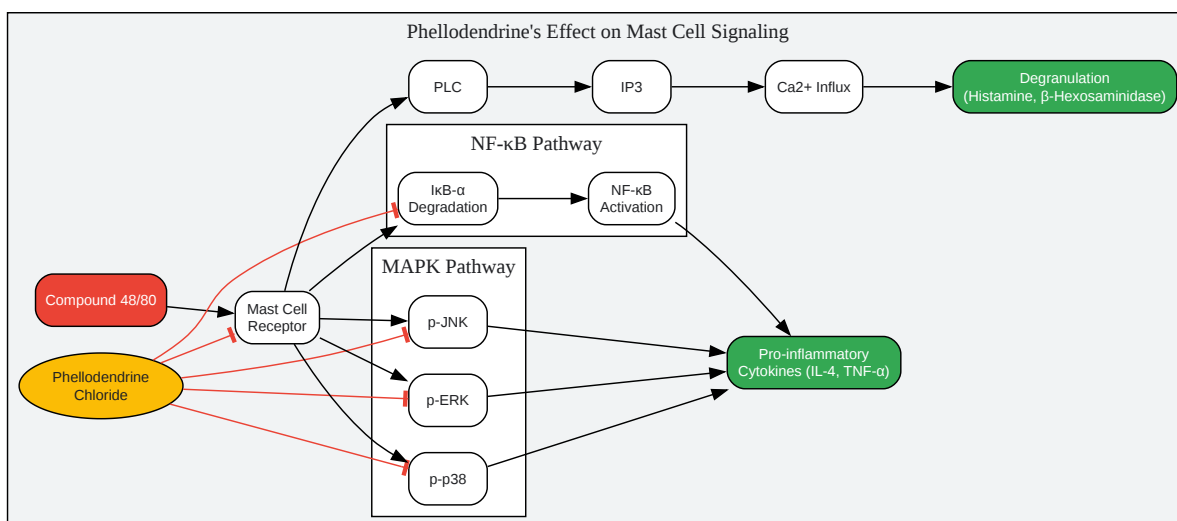 Phellodendrine's Effect on Mast Cell Signaling
PLC
IP3
Ca2+ Influx
Degranulation
(Histamine, β-Hexosaminidase)
NF-κB Pathway
IκB-α
Degradation
NF-κB
Activation
MAPK Pathway
Compound 48/80
Mast Cell
Receptor
p-JNK
Pro-inflammatory
Cytokines (IL-4, TNF-α)
Phellodendrine
Chloride
p-ERK
p-p38